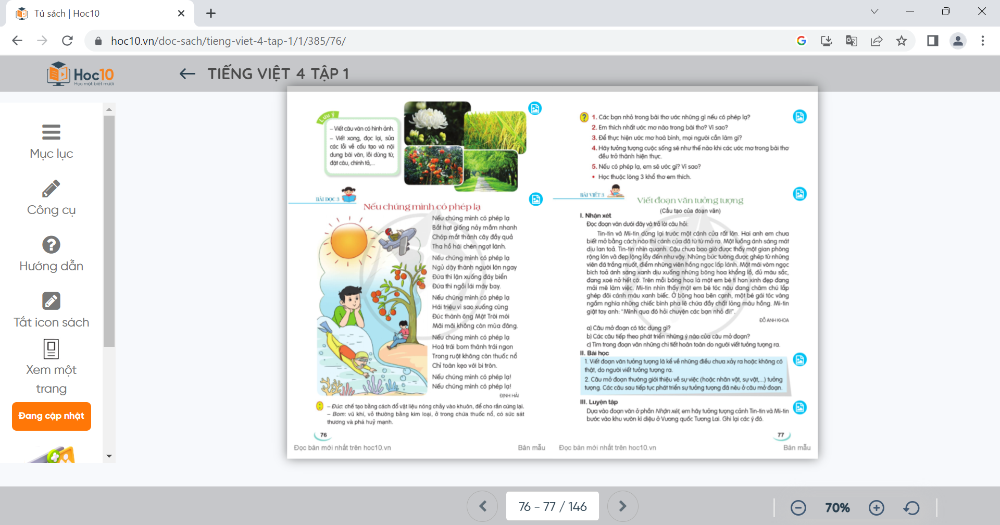 Tủ sách | Hoc10
hoc10.vn/doc-sach/tieng-viet-4-tap-1/1/385/76/
Hoc10
Học một biết mười
TIẾNG VIỆT 4 TẬP 1
Mục lục
Công cụ
Hướng dẫn
Tắt icon sách
Xem một
trang
Đang cập nhật
Lưu ý
– Viết câu văn có hình ảnh.
– Viết xong, đọc lại, sửa
các lỗi về cấu tạo và nội
dung bài văn, lỗi dùng từ,
đặt câu, chính tả,...
BÀI ĐỌC 3
Nếu chúng mình có phép lạ
Nếu chúng mình có phép lạ
Bắt hạt giống nảy mầm nhanh
Chớp mắt thành cây đầy quả
Tha hồ hái chén ngọt lành.
Nếu chúng mình có phép lạ
Ngủ dậy thành người lớn ngay
Đứa thì lặn xuống đáy biển
Đứa thì ngồi lái máy bay.
Nếu chúng mình có phép lạ
Hái triệu vì sao xuống cùng
Đúc thành ông Mặt Trời mới
Mãi mãi không còn mùa đông.
Nếu chúng mình có phép lạ
Hoá trái bom thành trái ngon
Trong ruột không còn thuốc nổ
Chỉ toàn kẹo với bi tròn.
Nếu chúng mình có phép lạ!
Nếu chúng mình có phép lạ!
ĐỊNH HẢI
– Đúc: chế tạo bằng cách đổ vật liệu nóng chảy vào khuôn, để cho rắn cứng lại.
– Bom: vũ khí, vỏ thường bằng kim loại, ở trong chứa thuốc nổ, có sức sát
thương và phá huỷ mạnh.
76
Đọc bản mới nhất trên hoc10.vn
Bản mẫu
? 1. Các bạn nhỏ trong bài thơ ước những gì nếu có phép lạ?
2. Em thích nhất ước mơ nào trong bài thơ? Vì sao?
3. Để thực hiện ước mơ hoà bình, mọi người cần làm gì?
4. Hãy tưởng tượng cuộc sống sẽ như thế nào khi các ước mơ trong bài thơ
đều trở thành hiện thực.
5. Nếu có phép lạ, em sẽ ước gì? Vì sao?
• Học thuộc lòng 3 khổ thơ em thích.
BÀI VIẾT 3
Viết đoạn văn tưởng tượng
(Cấu tạo của đoạn văn)
I. Nhận xét
Đọc đoạn văn dưới đây và trả lời câu hỏi:
Tin-tin và Mi-tin dừng lại trước một cánh cửa rất lớn. Hai anh em chưa
biết mở bằng cách nào thì cánh cửa đã từ từ mở ra. Một luồng ánh sáng mát
dịu lan toả. Tin-tin nhìn quanh. Cậu chưa bao giờ được thấy một gian phòng
rộng lớn và đẹp lộng lẫy đến như vậy. Những bức tường được ghép từ những
viên đá trắng muốt, điểm những viên hồng ngọc lấp lánh. Một mái vòm ngọc
bích toả ánh sáng xanh dịu xuống những bông hoa khổng lồ, đủ màu sắc,
đang xoè nở hết cỡ. Trên mỗi bông hoa là một em bé tí hon xinh đẹp đang
mải mê làm việc. Mi-tin nhìn thấy một em bé tóc nâu đang chăm chú lắp
ghép đôi cánh màu xanh biếc. Ở bông hoa bên cạnh, một bé gái tóc vàng
ngắm nghía những chiếc bình pha lê chứa đầy chất lỏng màu hồng. Mi-tin
giật tay anh: “Mình qua đó hỏi chuyện các bạn nhỏ đi!”.
ĐỖ ANH KHOA
a) Câu mở đoạn có tác dụng gì?
b) Các câu tiếp theo phát triển những ý nào của câu mở đoạn?
c) Tìm trong đoạn văn những chi tiết hoàn toàn do người viết tưởng tượng ra.
II. Bài học
1. Viết đoạn văn tưởng tượng là kể về những điều chưa xảy ra hoặc không có
thật, do người viết tưởng tượng ra.
2. Câu mở đoạn thường giới thiệu về sự việc (hoặc nhân vật, sự vật,...) tưởng
tượng. Các câu sau tiếp tục phát triển sự tưởng tượng đã nêu ở câu mở đoạn.
III. Luyện tập
Dựa vào đoạn văn ở phần Nhận xét, em hãy tưởng tượng cảnh Tin-tin và Mi-tin
bước vào khu vườn kì diệu ở Vương quốc Tương Lai. Ghi lại các ý đó.
77
Đọc bản mới nhất trên hoc10.vn
Bản mẫu
76 - 77 / 146
70%